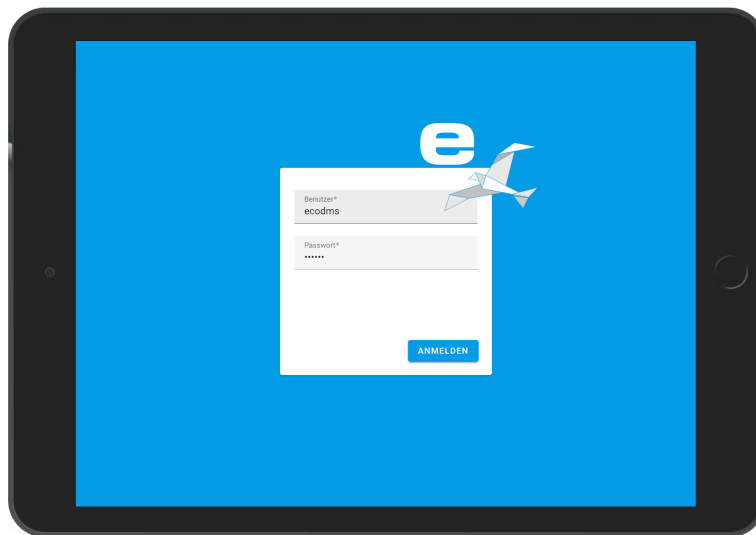 e
Benutzer*
ecodms
Passwort*
••••••
ANMELDEN